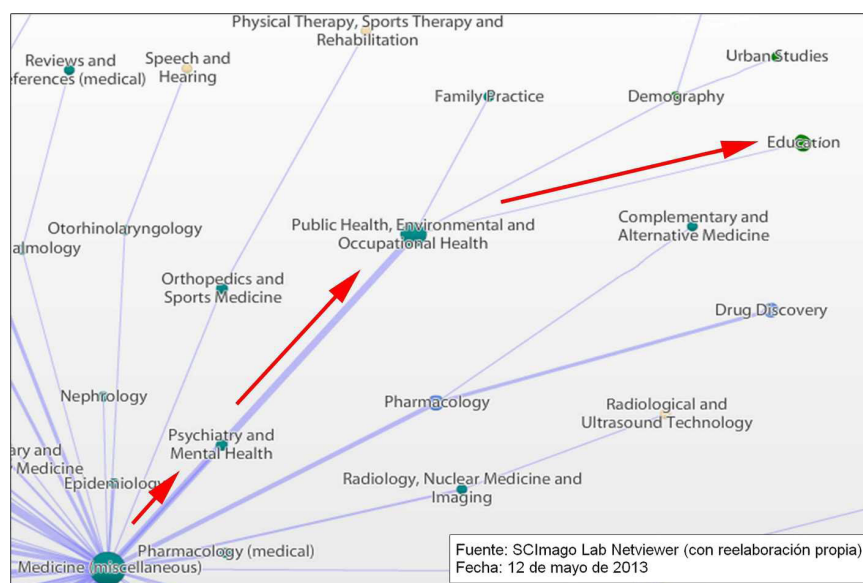 Physical Therapy, Sports Therapy and
Rehabilitation
Reviews and
eferences (medical)
Speech and
Hearing
Urban Studies
Family Practice
Demography
Education
Otorhinolaryngology
almology
Public Health, Environmental and
Occupational Health
Complementary and
Alternative Medicine
Orthopedics and
Sports Medicine
Drug Discovery
Nephrology
Pharmacology
Radiological and
Ultrasound Technology
Psychiatry and
Mental Health
ary and
Medicine
Epidemiology
Radiology, Nuclear Medicine and
Imaging
Pharmacology (medical)
Medicine (miscellaneous)
Fuente: SCImago Lab Netviewer (con reelaboración propia)
Fecha: 12 de mayo de 2013